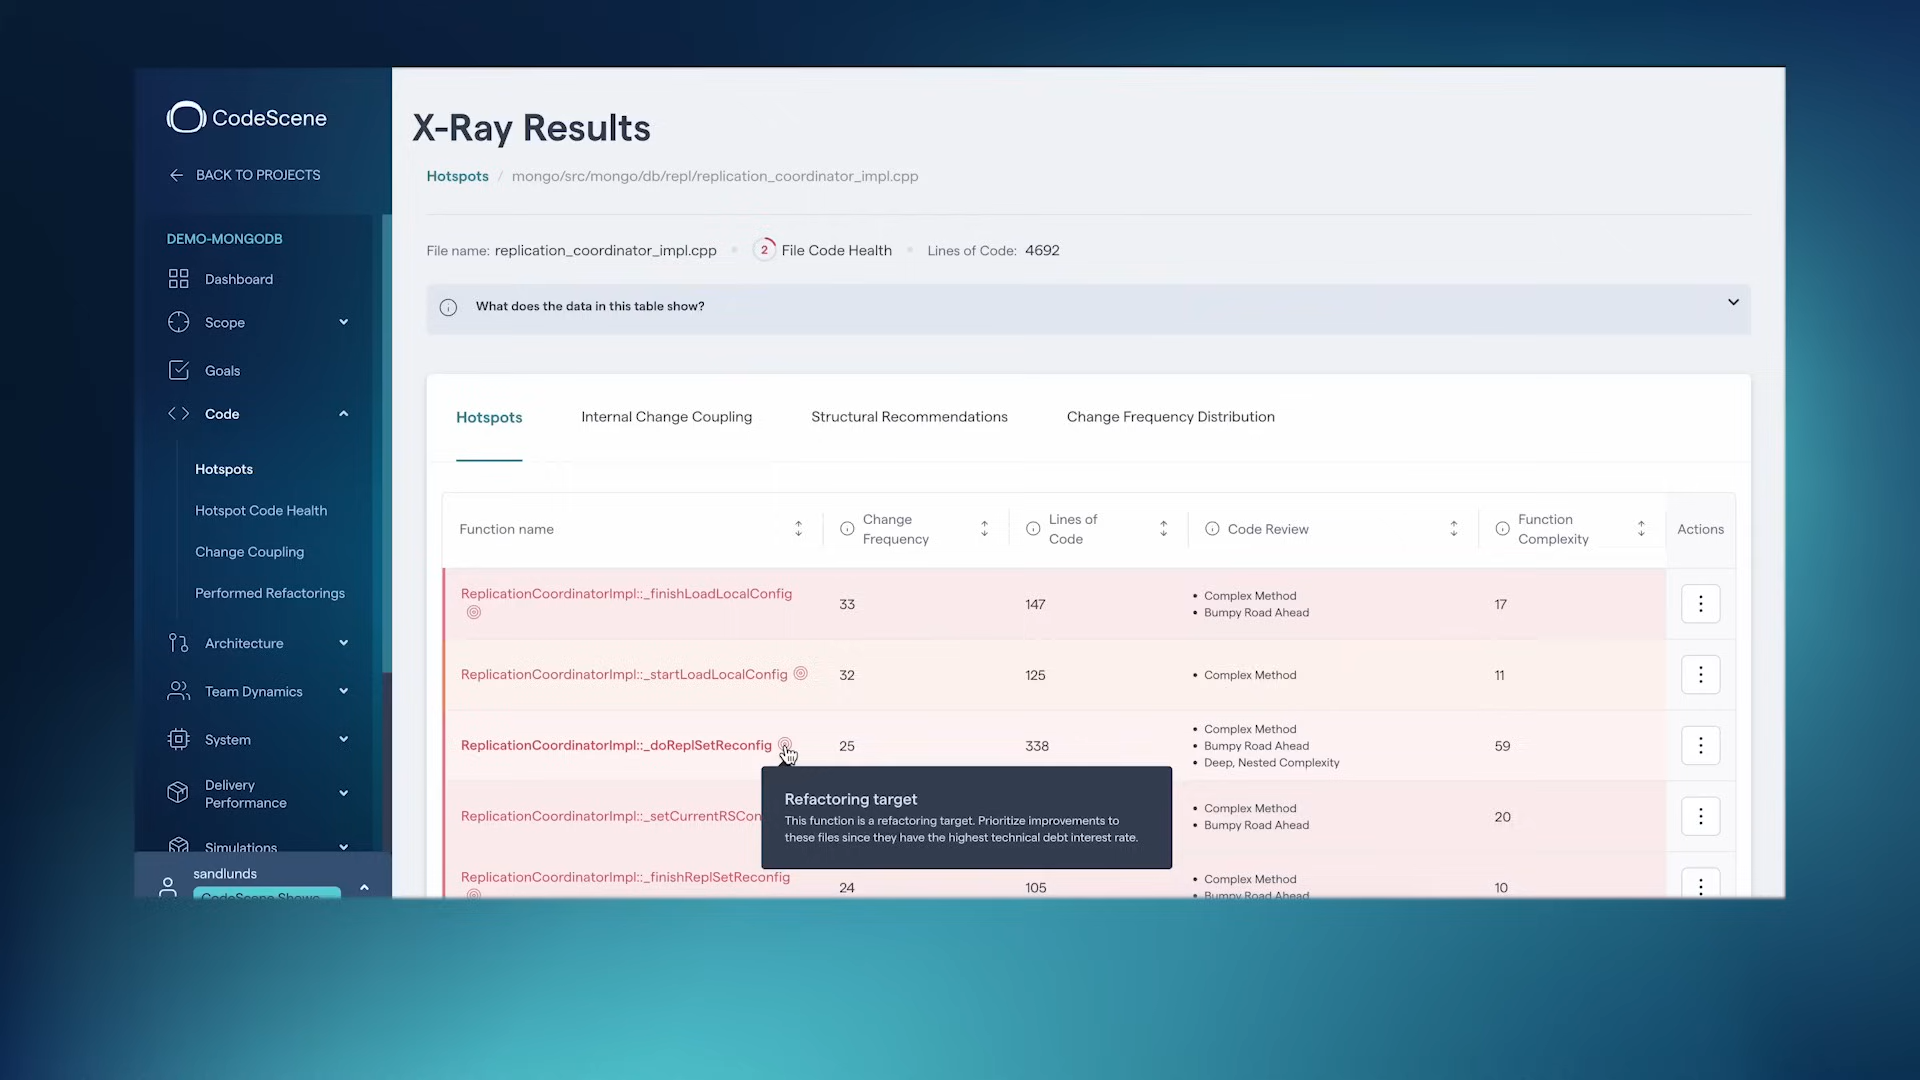 CodeScene
BACK TO PROJECTS
DEMO-MONGODB
Dashboard
Scope
Goals
Code
Hotspots
Hotspot Code Health
Change Coupling
Performed Refactorings
Architecture
Team Dynamics
System
Delivery
Performance
Simulations
sandlunds
CodeScene Shows
X-Ray Results
Hotspots / mongo/src/mongo/db/repl/replication_coordinator_impl.cpp
File name: replication_coordinator_impl.cpp 2 File Code Health Lines of Code: 4692
What does the data in this table show?
Hotspots Internal Change Coupling Structural Recommendations Change Frequency Distribution
Function name Change Frequency Lines of Code Code Review Function Complexity Actions
ReplicationCoordinatorImpl::_finishLoadLocalConfig 33 147 • Complex Method 17
• Bumpy Road Ahead
ReplicationCoordinatorImpl::_startLoadLocalConfig 32 125 • Complex Method 11
ReplicationCoordinatorImpl::_doReplSetReconfig 25 338 • Complex Method 59
• Bumpy Road Ahead
• Deep, Nested Complexity
Refactoring target
This function is a refactoring target. Prioritize improvements to
these files since they have the highest technical debt interest rate.
ReplicationCoordinatorImpl::_setCurrentRSCon • Complex Method 20
• Bumpy Road Ahead
ReplicationCoordinatorImpl::_finishReplSetReconfig 24 105 • Complex Method 10
• Bumpy Road Ahead